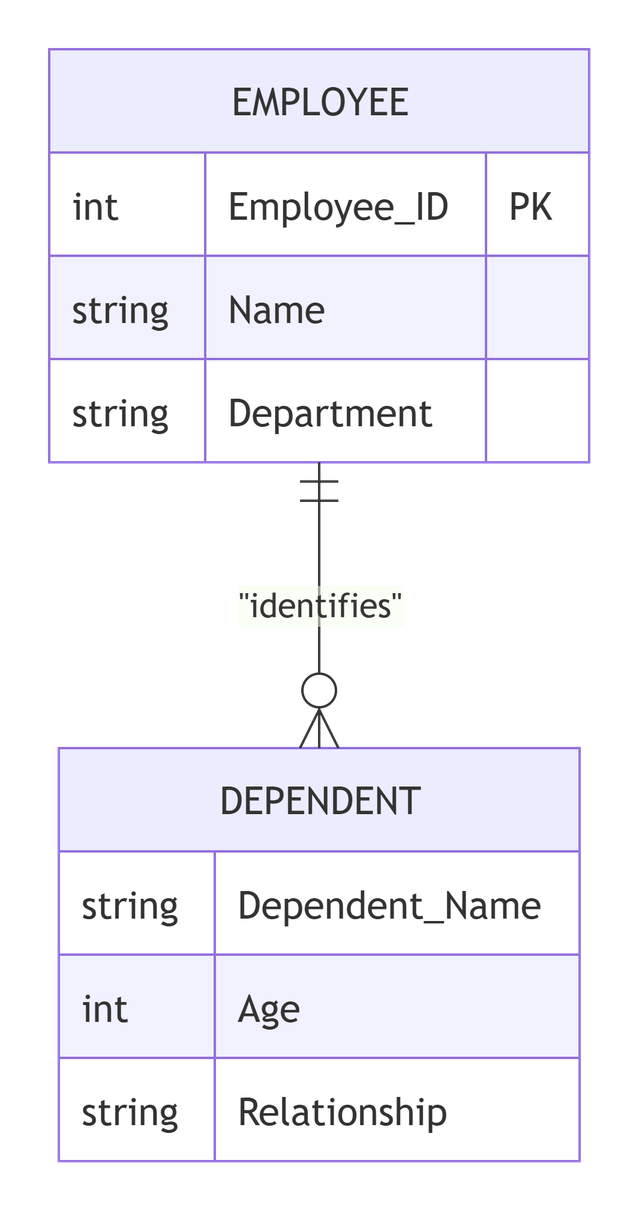 EMPLOYEE
int Employee_ID PK
string Name
string Department
"identifies"
DEPENDENT
string Dependent_Name
int Age
string Relationship